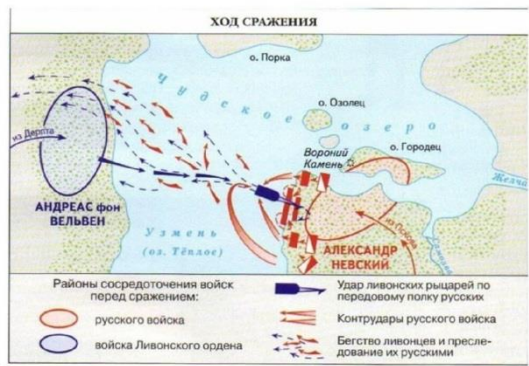 ХОД СРАЖЕНИЯ
о. Порка
Чудское озеро
о. Озолец
Вороний
Камень
о. Городец
из Дерпта
Желча
АНДРЕАС фон
ВЕЛЬВЕН
Узмень
(оз. Тёплое)
АЛЕКСАНДР
НЕВСКИЙ
из Пскова
Районы сосредоточения войск
перед сражением:
русского войска
войска Ливонского ордена
Удар ливонских рыцарей по
передовому полку русских
Контрудары русского войска
Бегство ливонцев и пресле-
дование их русскими